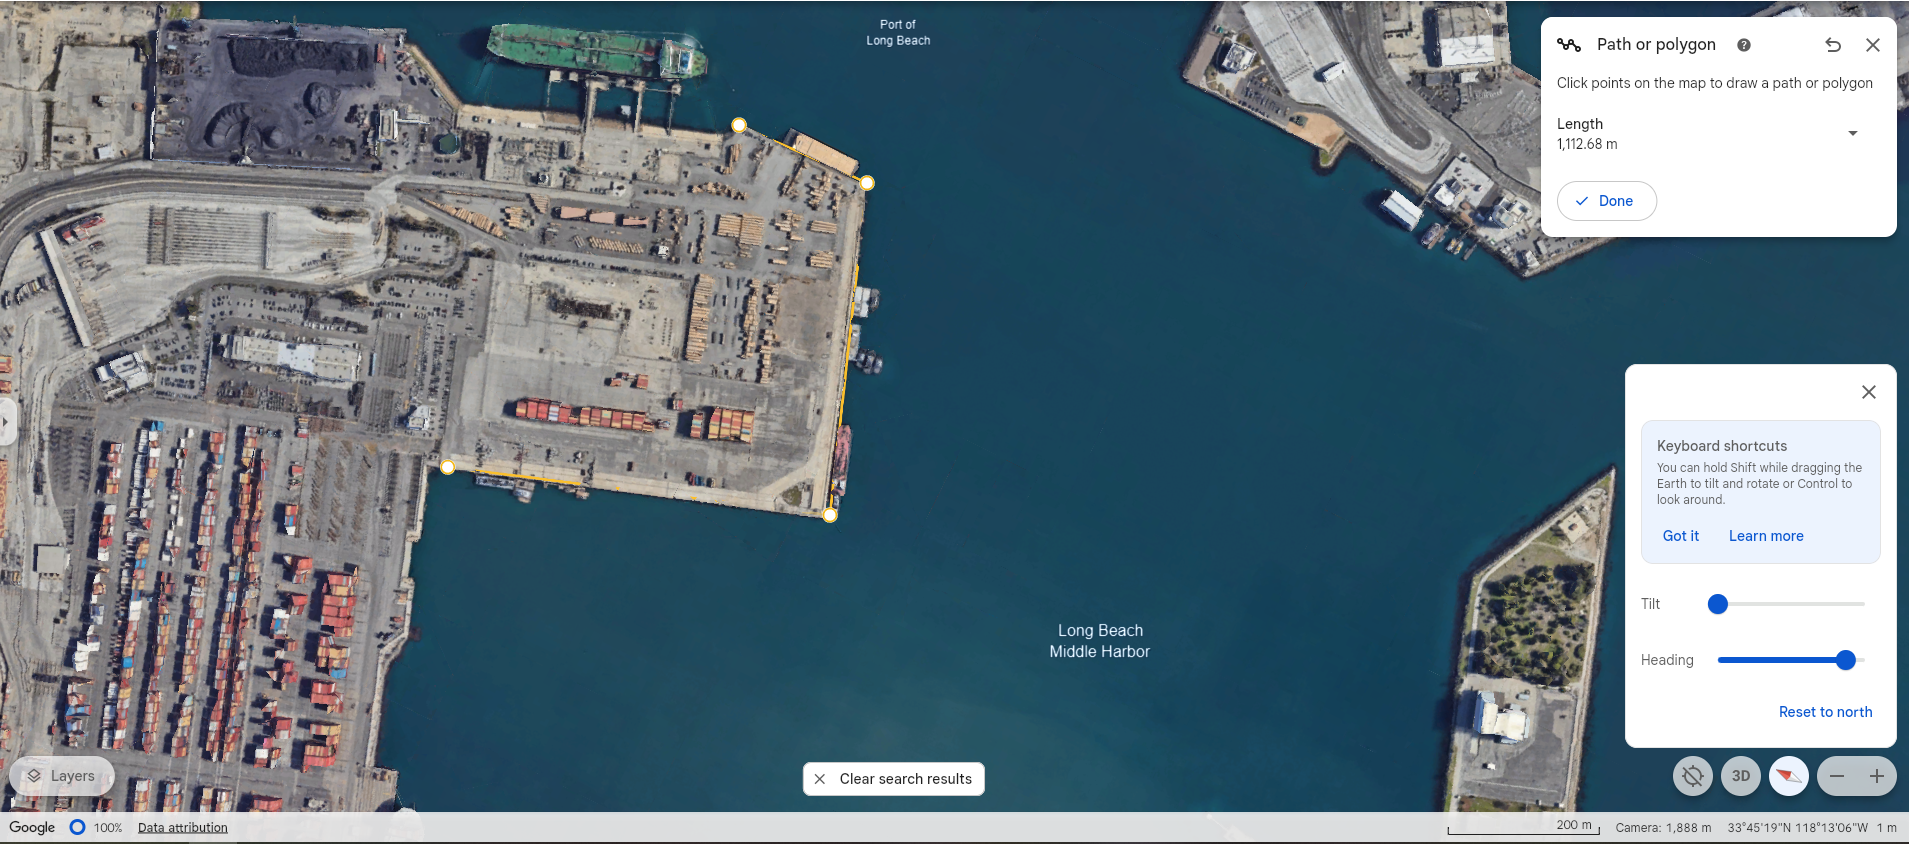 Port of
Long Beach
Path or polygon
Click points on the map to draw a path or polygon
Length
1,112.68 m
Done
Keyboard shortcuts
You can hold Shift while dragging the
Earth to tilt and rotate or Control to
look around.
Got it
Learn more
Tilt
Long Beach
Middle Harbor
Heading
Reset to north
Layers
Clear search results
3D
Google
100%
Data attribution
200 m
Camera: 1,888 m
33°45'19"N 118°13'06"W
1 m